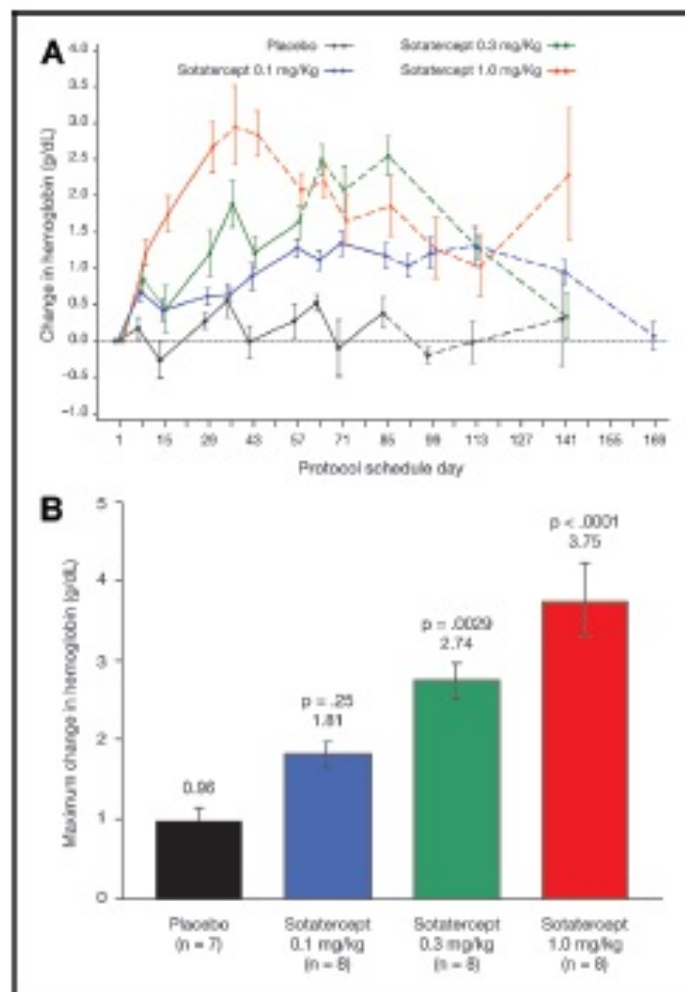 A
Placebo
Sotatercept 0.3 mg/Kg
Sotatercept 0.1 mg/Kg
Sotatercept 1.0 mg/Kg
Change in hemoglobin (g/dL)
4.0
3.5
3.0
2.5
2.0
1.5
1.0
0.5
0.0
−0.5
−1.0
1 15 29 43 57 71 85 99 113 127 141 155 169
Protocol schedule day
B
Maximum change in hemoglobin (g/dL)
5
4
3
2
1
0
0.96
p = .25
1.81
p = .0029
2.74
p < .0001
3.75
Placebo
(n = 7)
Sotatercept
0.1 mg/kg
(n = 8)
Sotatercept
0.3 mg/kg
(n = 8)
Sotatercept
1.0 mg/kg
(n = 8)